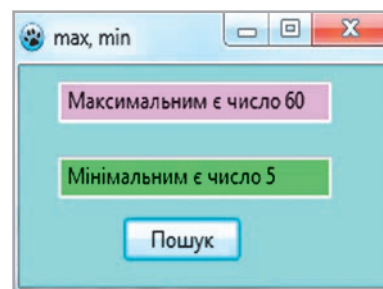 max, min
Максимальним є число 60
Мінімальним є число 5
Пошук